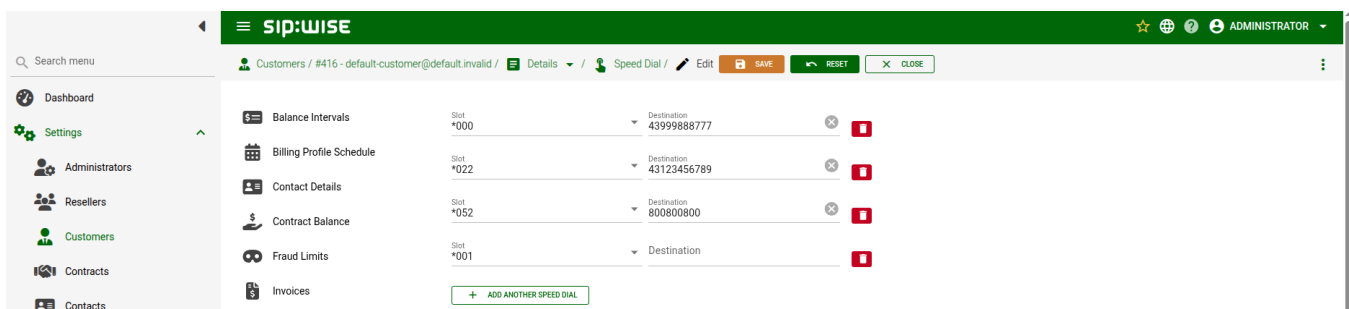 sip:wise
ADMINISTRATOR
Search menu
Customers / #416 - default-customer@default.invalid / Details / Speed Dial / Edit SAVE RESET CLOSE
Dashboard
Settings
Administrators
Resellers
Customers
Contracts
Contacts
Balance Intervals
Billing Profile Schedule
Contact Details
Contract Balance
Fraud Limits
Invoices
Slot Destination
*000 43999888777
Slot Destination
*022 43123456789
Slot Destination
*052 800800800
Slot
*001 Destination
+ ADD ANOTHER SPEED DIAL